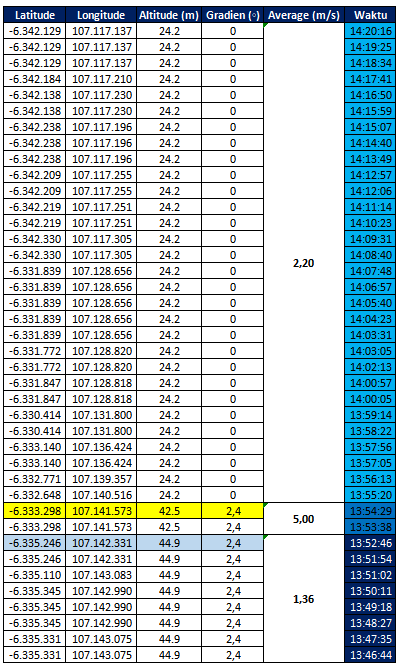 Latitude Longitude Altitude (m) Gradien (◦) Average (m/s) Waktu
-6.342.129 107.117.137 24.2 0 14:20:16
-6.342.129 107.117.137 24.2 0 14:19:25
-6.342.129 107.117.137 24.2 0 14:18:34
-6.342.184 107.117.210 24.2 0 14:17:41
-6.342.138 107.117.230 24.2 0 14:16:50
-6.342.138 107.117.230 24.2 0 14:15:59
-6.342.238 107.117.196 24.2 0 14:15:07
-6.342.238 107.117.196 24.2 0 14:14:40
-6.342.238 107.117.196 24.2 0 14:13:49
-6.342.209 107.117.255 24.2 0 14:12:57
-6.342.209 107.117.255 24.2 0 14:12:06
-6.342.219 107.117.251 24.2 0 14:11:14
-6.342.219 107.117.251 24.2 0 14:10:23
-6.342.330 107.117.305 24.2 0 14:09:31
-6.342.330 107.117.305 24.2 0 14:08:40
-6.331.839 107.128.656 24.2 0 2,20 14:07:48
-6.331.839 107.128.656 24.2 0 14:06:57
-6.331.839 107.128.656 24.2 0 14:05:40
-6.331.839 107.128.656 24.2 0 14:04:23
-6.331.839 107.128.656 24.2 0 14:03:31
-6.331.772 107.128.820 24.2 0 14:03:05
-6.331.772 107.128.820 24.2 0 14:02:13
-6.331.847 107.128.818 24.2 0 14:00:57
-6.331.847 107.128.818 24.2 0 14:00:05
-6.330.414 107.131.800 24.2 0 13:59:14
-6.330.414 107.131.800 24.2 0 13:58:22
-6.333.140 107.136.424 24.2 0 13:57:56
-6.333.140 107.136.424 24.2 0 13:57:05
-6.332.771 107.139.357 24.2 0 13:56:13
-6.332.648 107.140.516 24.2 0 13:55:20
-6.333.298 107.141.573 42.5 2,4 5,00 13:54:29
-6.333.298 107.141.573 42.5 2,4 13:53:38
-6.335.246 107.142.331 44.9 2,4 13:52:46
-6.335.246 107.142.331 44.9 2,4 13:51:54
-6.335.110 107.143.083 44.9 2,4 13:51:02
-6.335.345 107.142.990 44.9 2,4 1,36 13:50:11
-6.335.345 107.142.990 44.9 2,4 13:49:18
-6.335.345 107.142.990 44.9 2,4 13:48:27
-6.335.331 107.143.075 44.9 2,4 13:47:35
-6.335.331 107.143.075 44.9 2,4 13:46:44